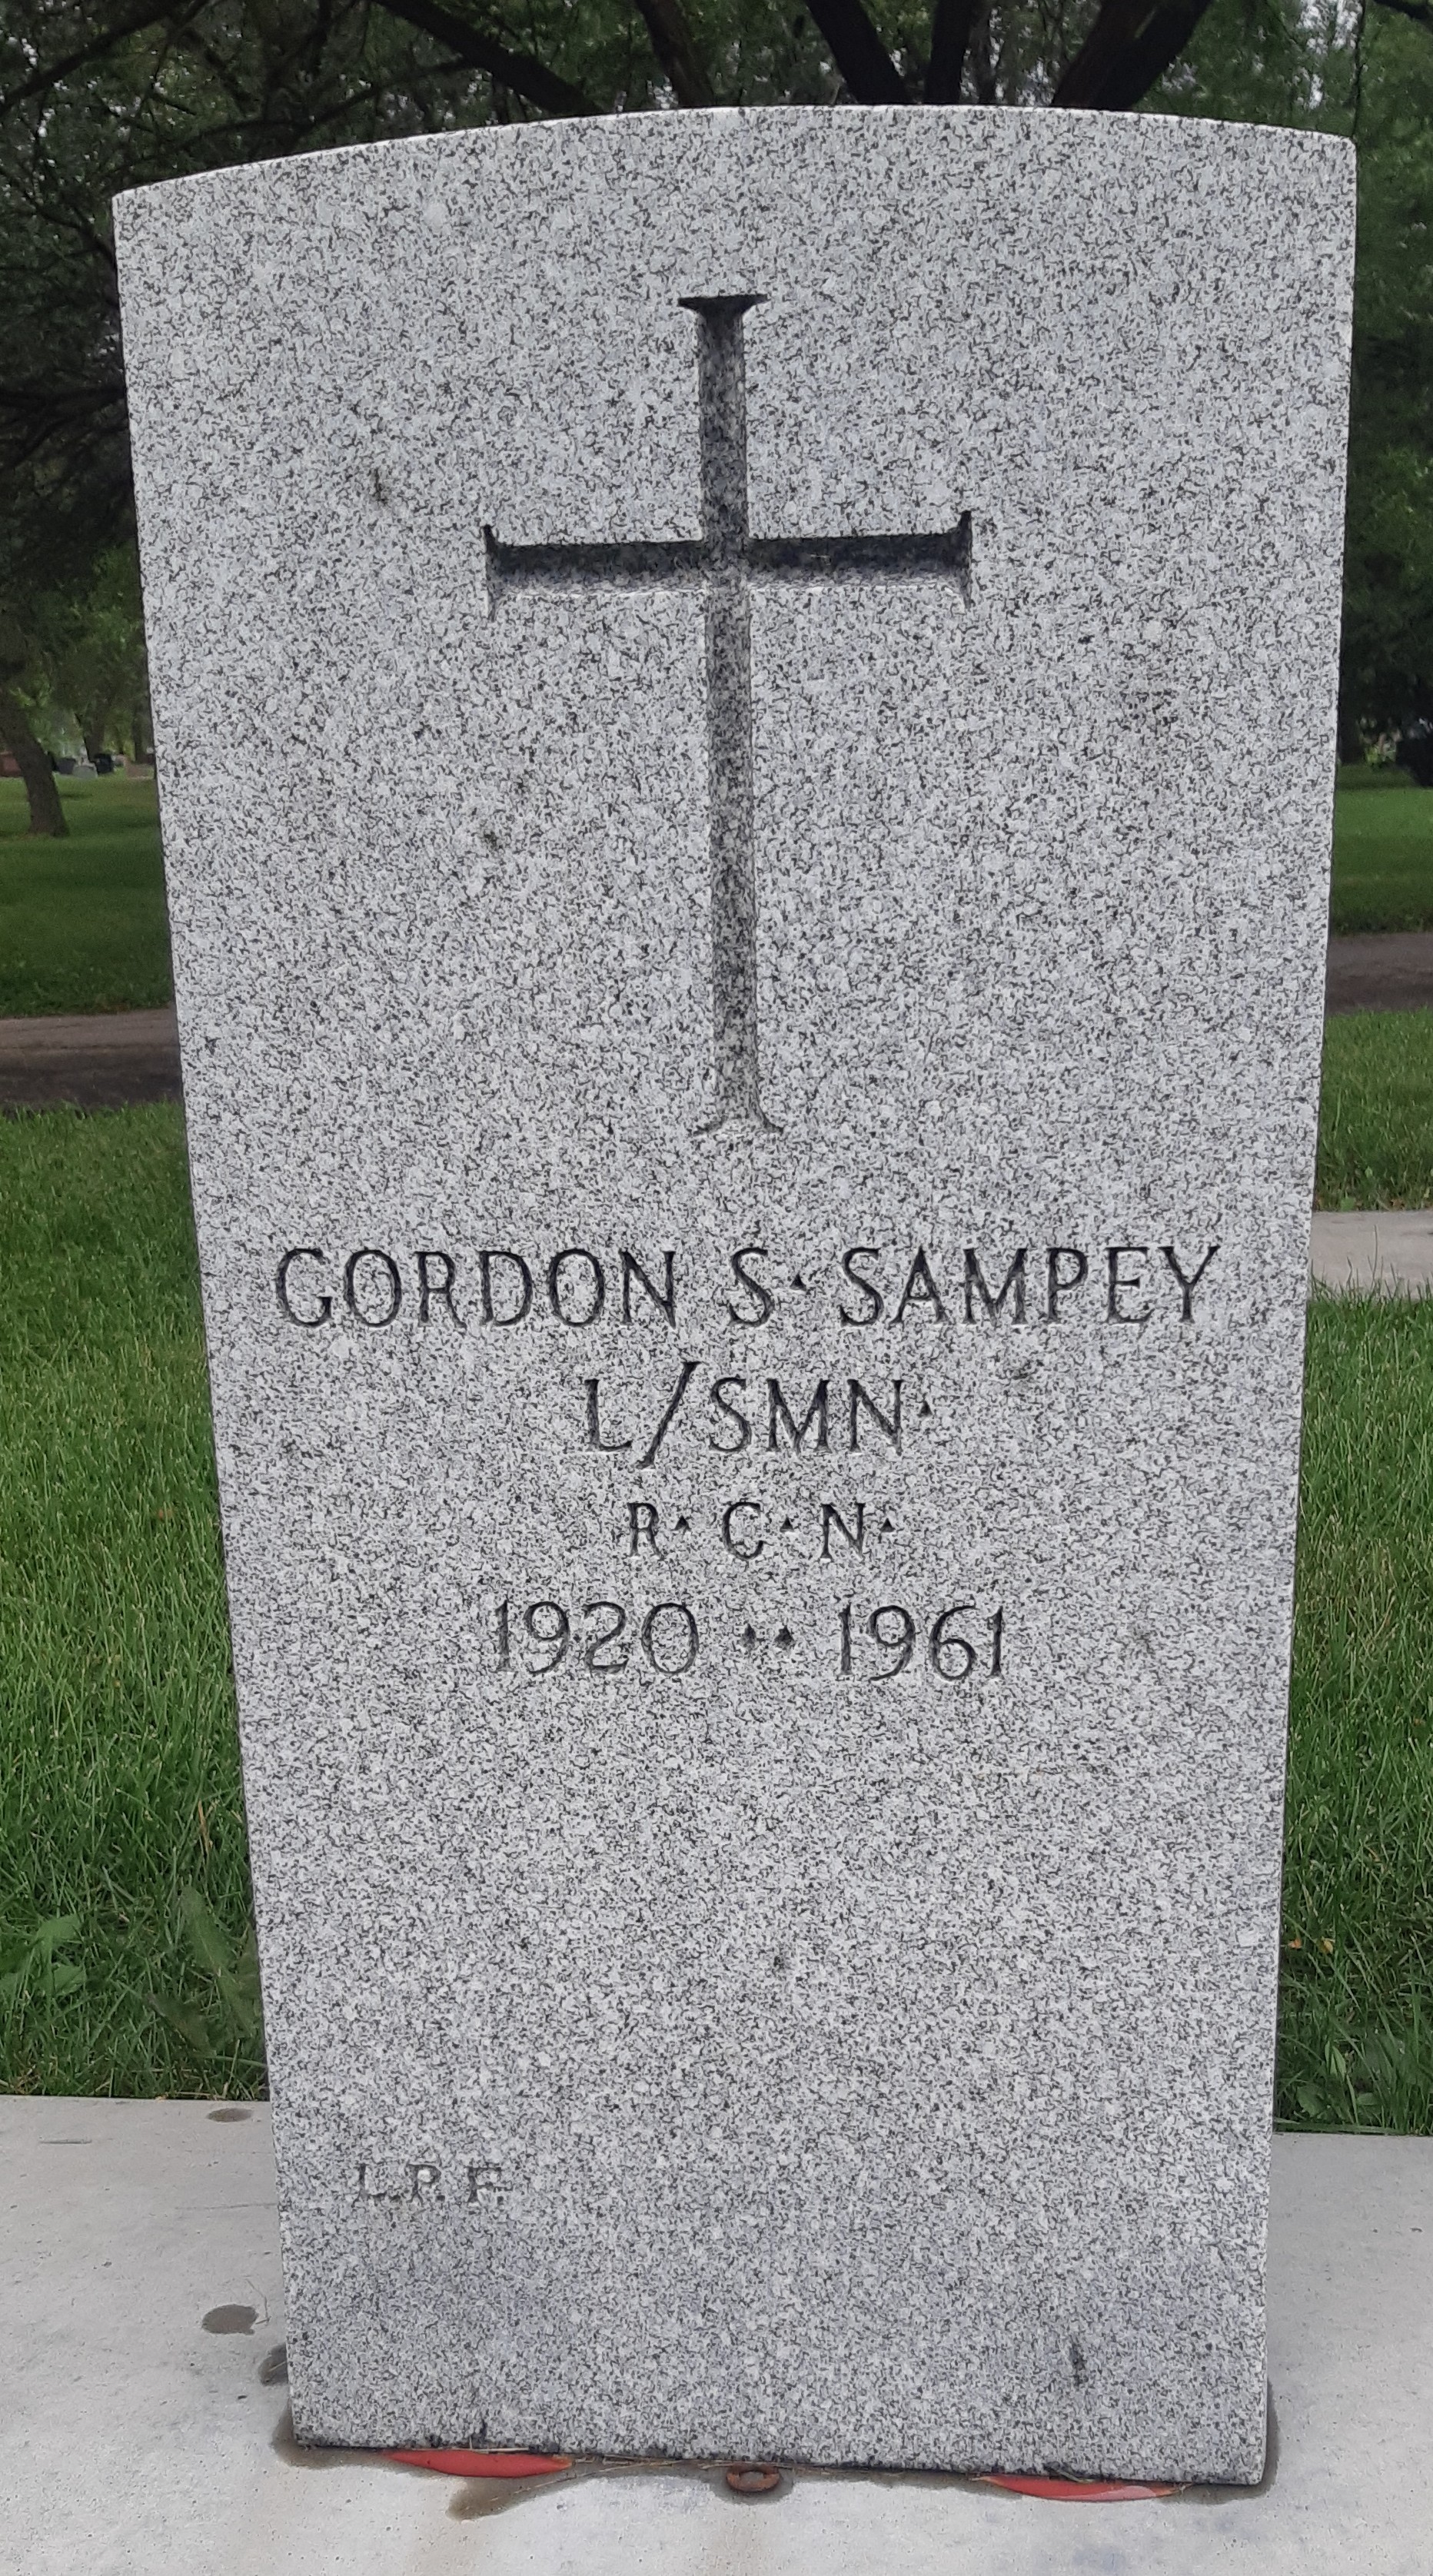 GORDON S. SAMPEY
L/SMN.
R. C. N.
1920 .. 1961
L.P.F.